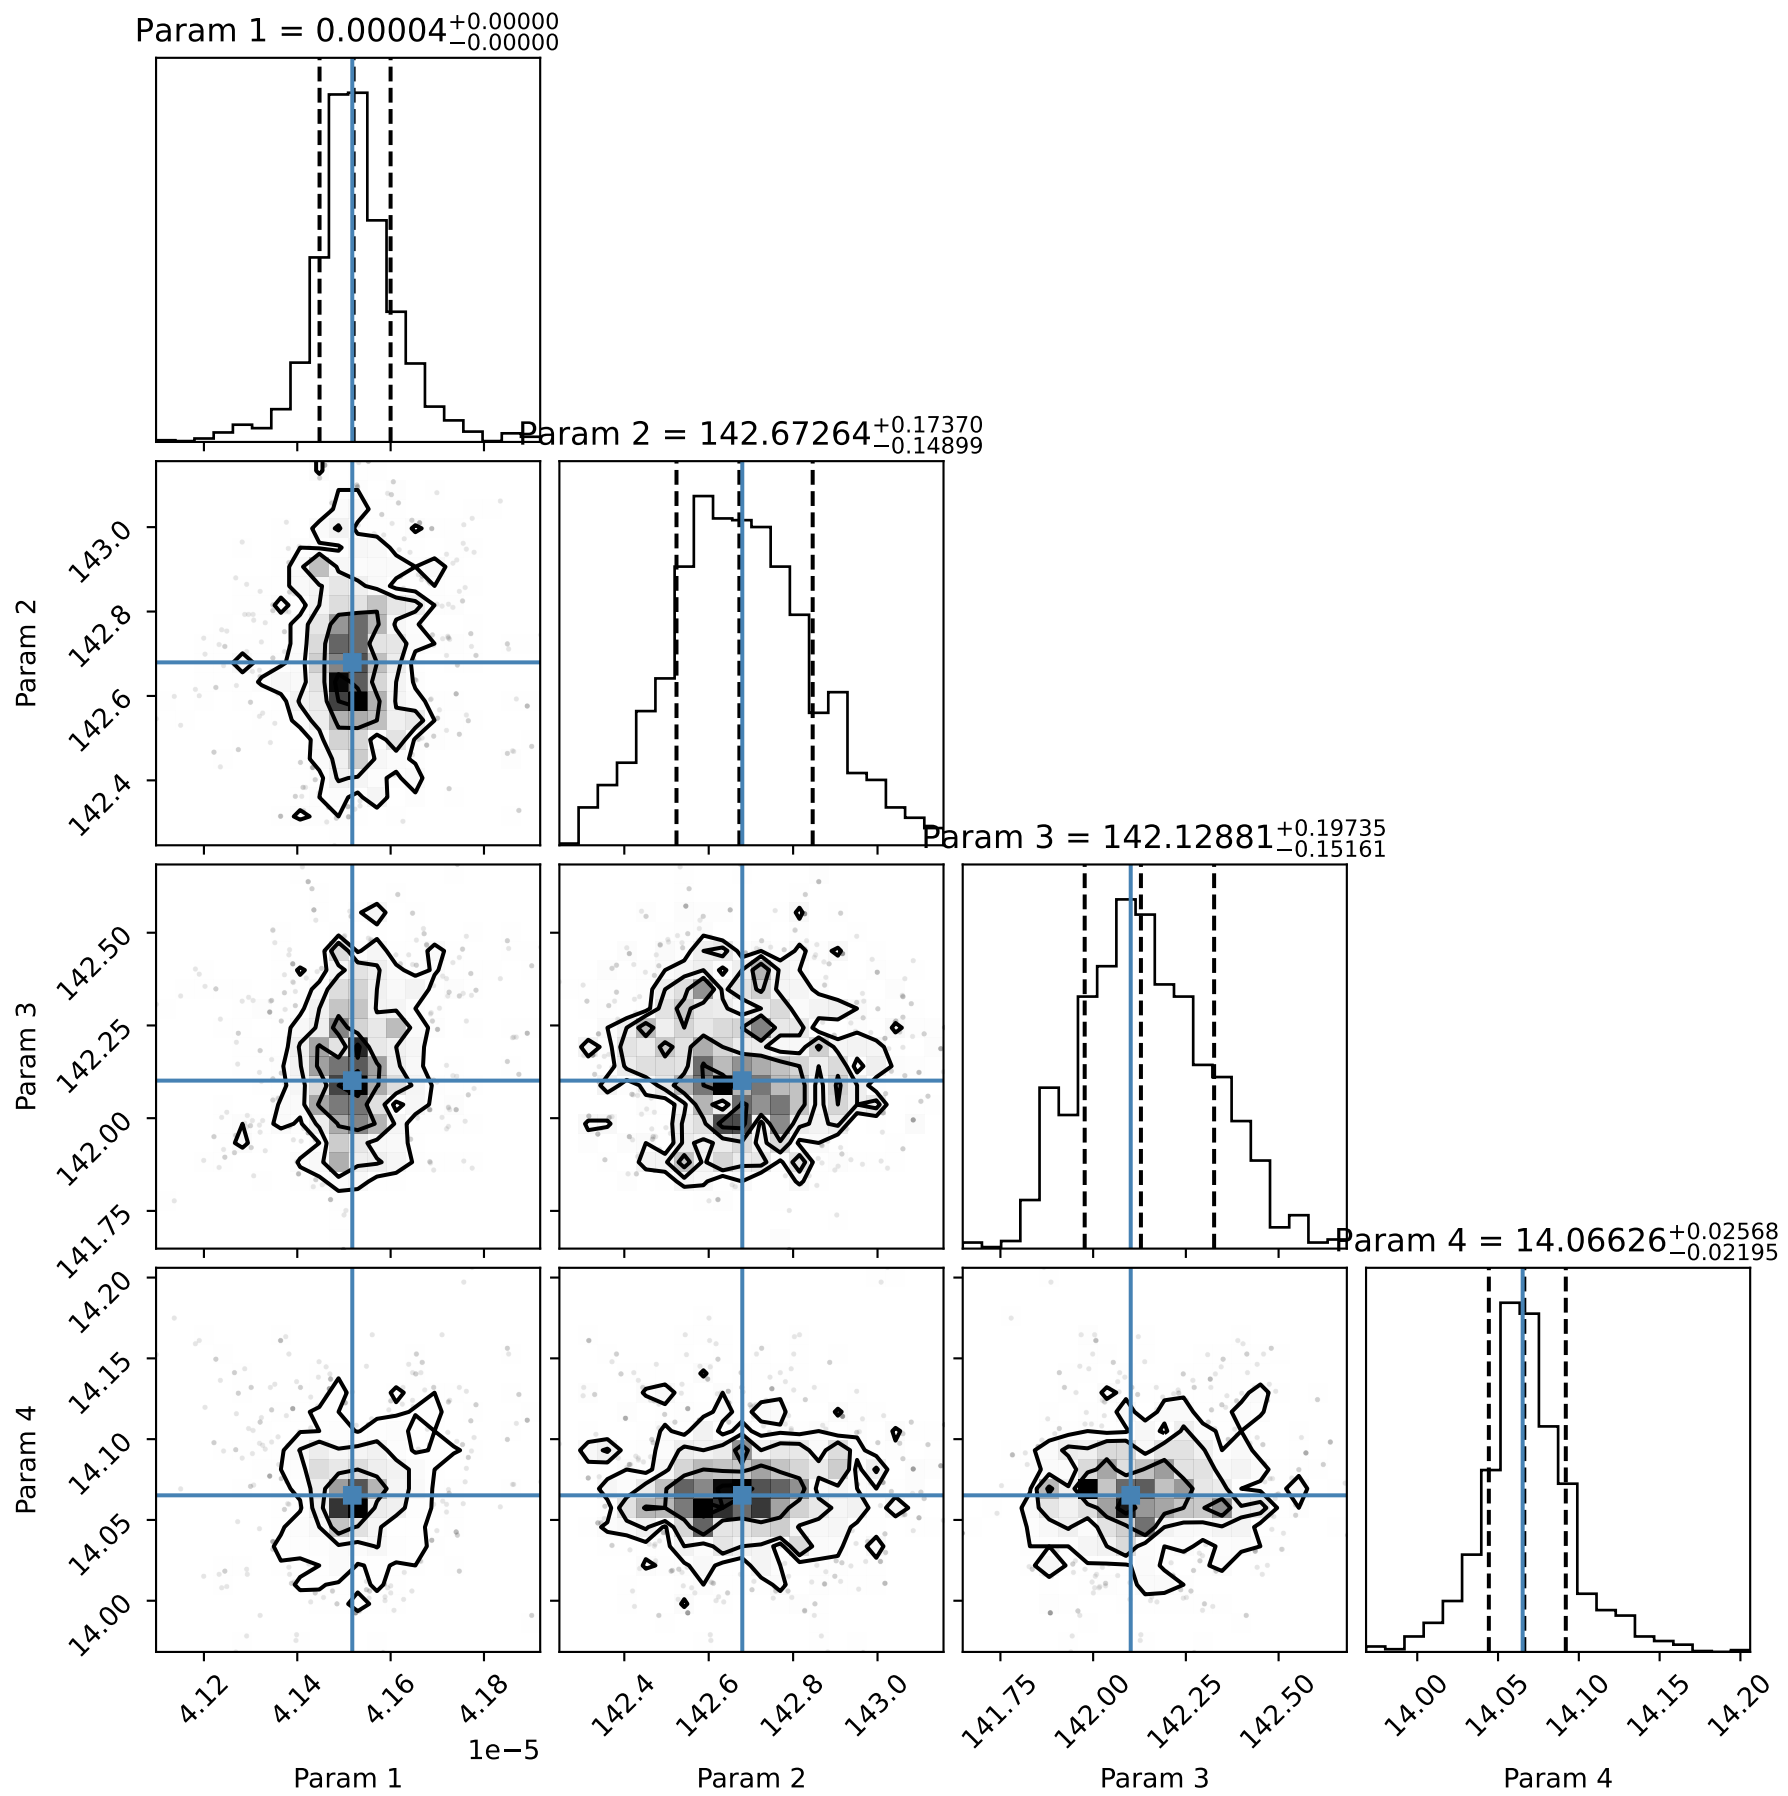 Param 1 = 0.00004+0.00000 −0.00000
Param 2 = 142.67264+0.17370 −0.14899
143.0
142.8
142.6
142.4
Param 2
Param 3 = 142.12881+0.19735 −0.15161
142.50
142.25
142.00
141.75
Param 3
Param 4 = 14.06626+0.02568 −0.02195
14.20
14.15
14.10
14.05
14.00
Param 4
4.12 4.14 4.16 4.18
1e−5
Param 1
142.4 142.6 142.8 143.0
Param 2
141.75 142.00 142.25 142.50
Param 3
14.00 14.05 14.10 14.15 14.20
Param 4